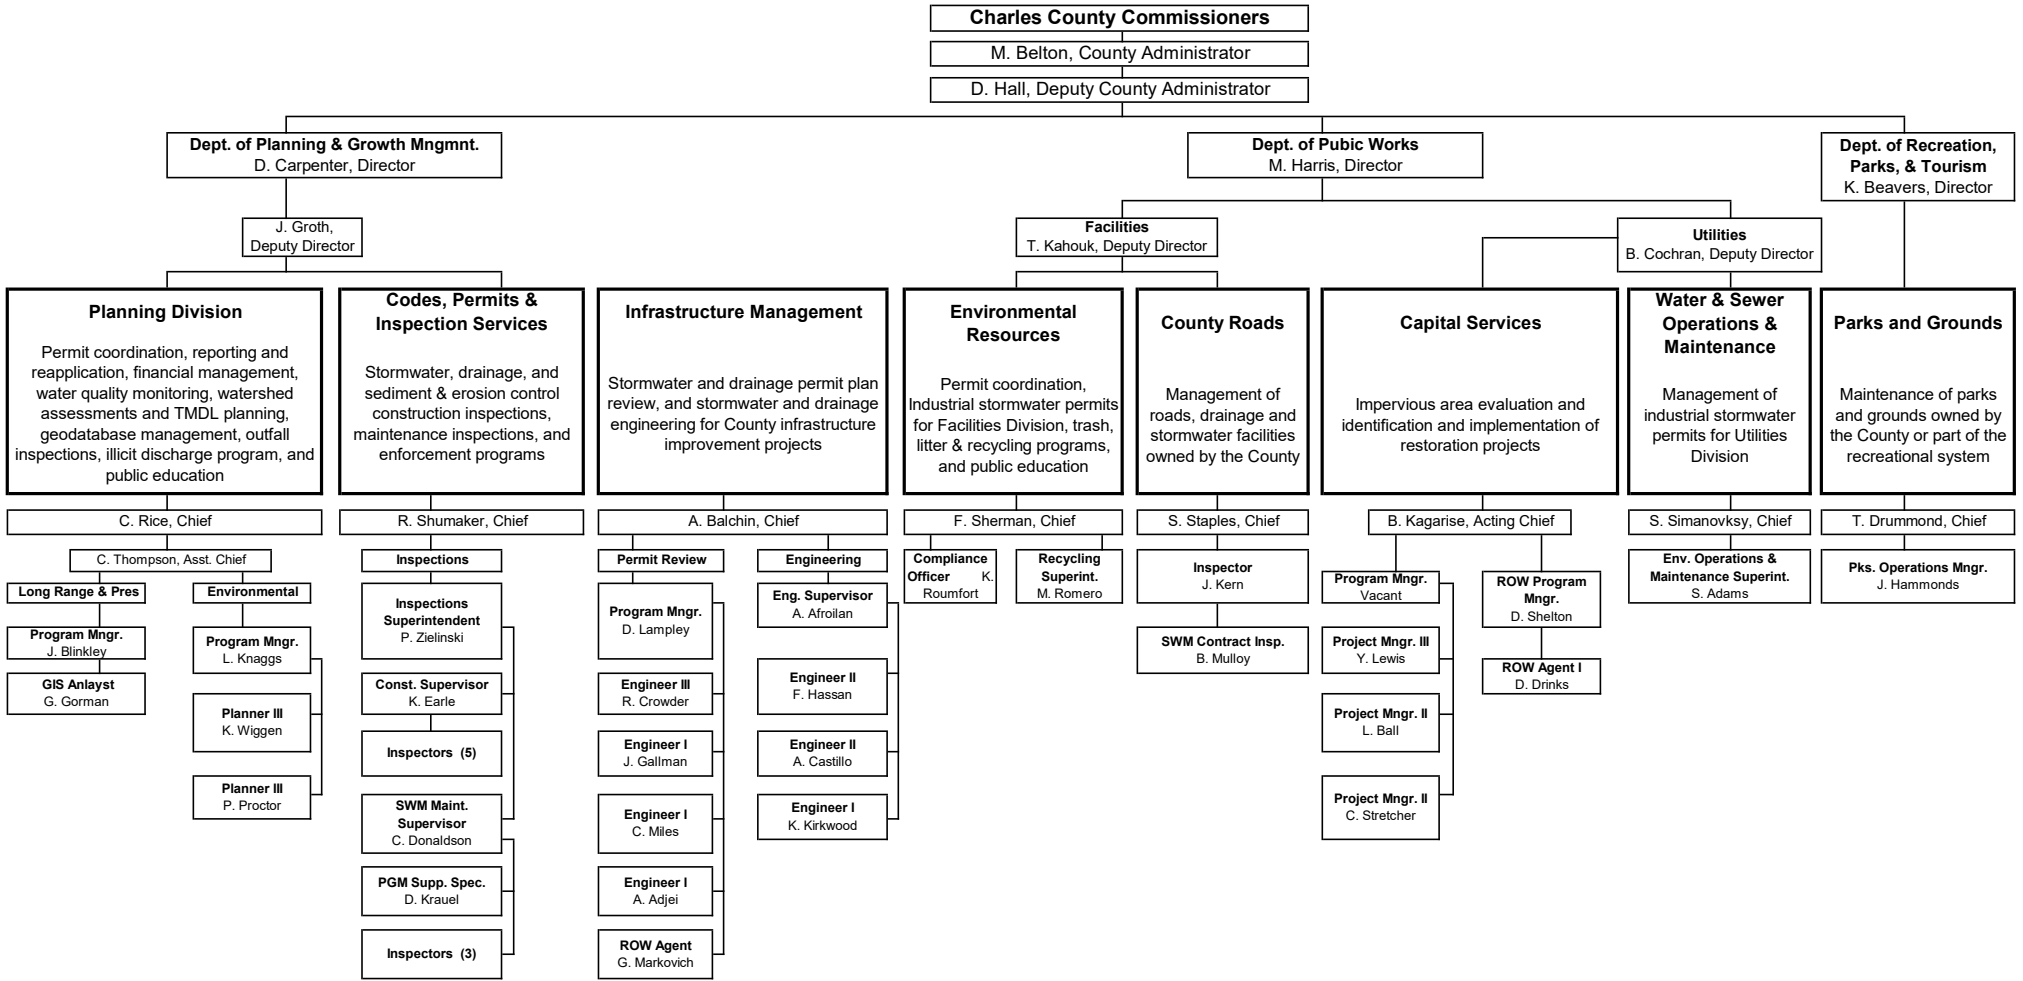 Charles County Commissioners
M. Belton, County Administrator
D. Hall, Deputy County Administrator
Dept. of Planning & Growth Mngmnt.
D. Carpenter, Director
Dept. of Pubic Works
M. Harris, Director
Dept. of Recreation,
Parks, & Tourism
K. Beavers, Director
J. Groth,
Deputy Director
Facilities
T. Kahouk, Deputy Director
Utilities
B. Cochran, Deputy Director
Planning Division
Permit coordination, reporting and
reapplication, financial management,
water quality monitoring, watershed
assessments and TMDL planning,
geodatabase management, outfall
inspections, illicit discharge program, and
public education
Codes, Permits &
Inspection Services
Stormwater, drainage, and
sediment & erosion control
construction inspections,
maintenance inspections, and
enforcement programs
Infrastructure Management
Stormwater and drainage permit plan
review, and stormwater and drainage
engineering for County infrastructure
improvement projects
Environmental
Resources
Permit coordination,
Industrial stormwater permits
for Facilities Division, trash,
litter & recycling programs,
and public education
County Roads
Management of
roads, drainage and
stormwater facilities
owned by the County
Capital Services
Impervious area evaluation and
identification and implementation of
restoration projects
Water & Sewer
Operations &
Maintenance
Management of
industrial stormwater
permits for Utilities
Division
Parks and Grounds
Maintenance of parks
and grounds owned by
the County or part of the
recreational system
C. Rice, Chief
R. Shumaker, Chief
A. Balchin, Chief
F. Sherman, Chief
S. Staples, Chief
B. Kagarise, Acting Chief
S. Simanovksy, Chief
T. Drummond, Chief
C. Thompson, Asst. Chief
Long Range & Pres
Program Mngr.
J. Blinkley
GIS Anlayst
G. Gorman
Environmental
Program Mngr.
L. Knaggs
Planner III
K. Wiggen
Planner III
P. Proctor
Inspections
Inspections
Superintendent
P. Zielinski
Const. Supervisor
K. Earle
Inspectors (5)
SWM Maint.
Supervisor
C. Donaldson
PGM Supp. Spec.
D. Krauel
Inspectors (3)
Permit Review
Program Mngr.
D. Lampley
Engineer III
R. Crowder
Engineer I
J. Gallman
Engineer I
C. Miles
Engineer I
A. Adjei
ROW Agent
G. Markovich
Engineering
Eng. Supervisor
A. Afroilan
Engineer II
F. Hassan
Engineer II
A. Castillo
Engineer I
K. Kirkwood
Compliance
Officer K.
Roumfort
Recycling
Superint.
M. Romero
Inspector
J. Kern
SWM Contract Insp.
B. Mulloy
Program Mngr.
Vacant
Project Mngr. III
Y. Lewis
Project Mngr. II
L. Ball
Project Mngr. II
C. Stretcher
ROW Program
Mngr.
D. Shelton
ROW Agent I
D. Drinks
Env. Operations &
Maintenance Superint.
S. Adams
Pks. Operations Mngr.
J. Hammonds